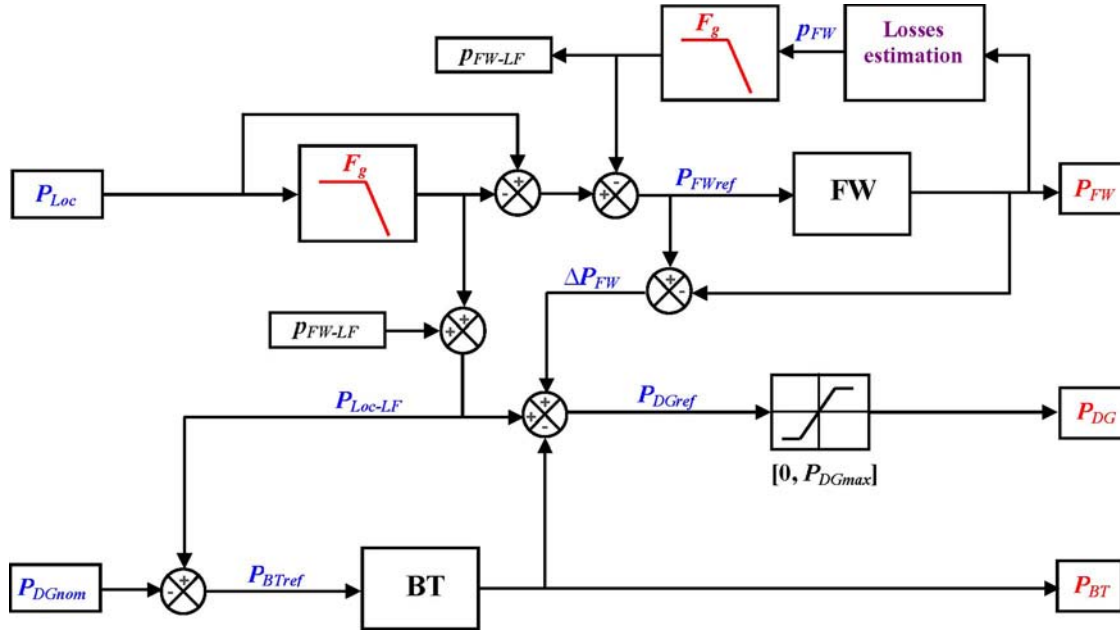 F_g
p_FW
Losses
estimation
p_FW-LF
P_Loc
F_g
+
-
-
+
P_FWref
FW
P_FW
ΔP_FW
+
-
p_FW-LF
+
+
P_Loc-LF
+
+
-
P_DGref
P_DG
[0, P_DGmax]
P_DGnom
+
-
P_BTref
BT
P_BT